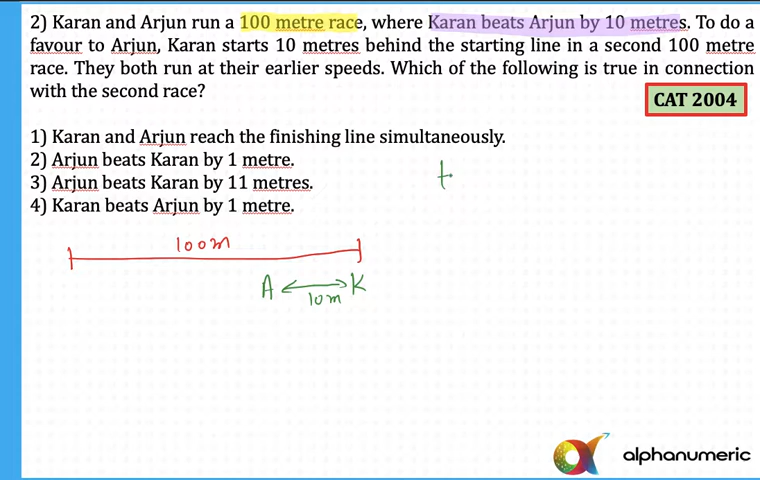 2) Karan and Arjun run a 100 metre race, where Karan beats Arjun by 10 metres. To do a
favour to Arjun, Karan starts 10 metres behind the starting line in a second 100 metre
race. They both run at their earlier speeds. Which of the following is true in connection
with the second race?
CAT 2004
1) Karan and Arjun reach the finishing line simultaneously.
2) Arjun beats Karan by 1 metre.
3) Arjun beats Karan by 11 metres.
4) Karan beats Arjun by 1 metre.
t
100m
A K
10m
alphanumeric